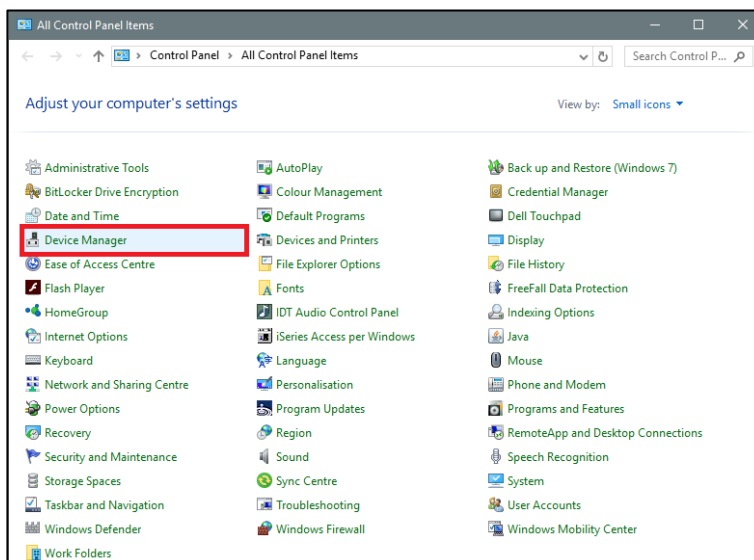 All Control Panel Items
Control Panel > All Control Panel Items
Search Control P...
Adjust your computer's settings
View by: Small icons
Administrative Tools AutoPlay Back up and Restore (Windows 7)
BitLocker Drive Encryption Colour Management Credential Manager
Date and Time Default Programs Dell Touchpad
Device Manager Devices and Printers Display
Ease of Access Centre File Explorer Options File History
Flash Player Fonts FreeFall Data Protection
HomeGroup IDT Audio Control Panel Indexing Options
Internet Options iSeries Access per Windows Java
Keyboard Language Mouse
Network and Sharing Centre Personalisation Phone and Modem
Power Options Program Updates Programs and Features
Recovery Region RemoteApp and Desktop Connections
Security and Maintenance Sound Speech Recognition
Storage Spaces Sync Centre System
Taskbar and Navigation Troubleshooting User Accounts
Windows Defender Windows Firewall Windows Mobility Center
Work Folders